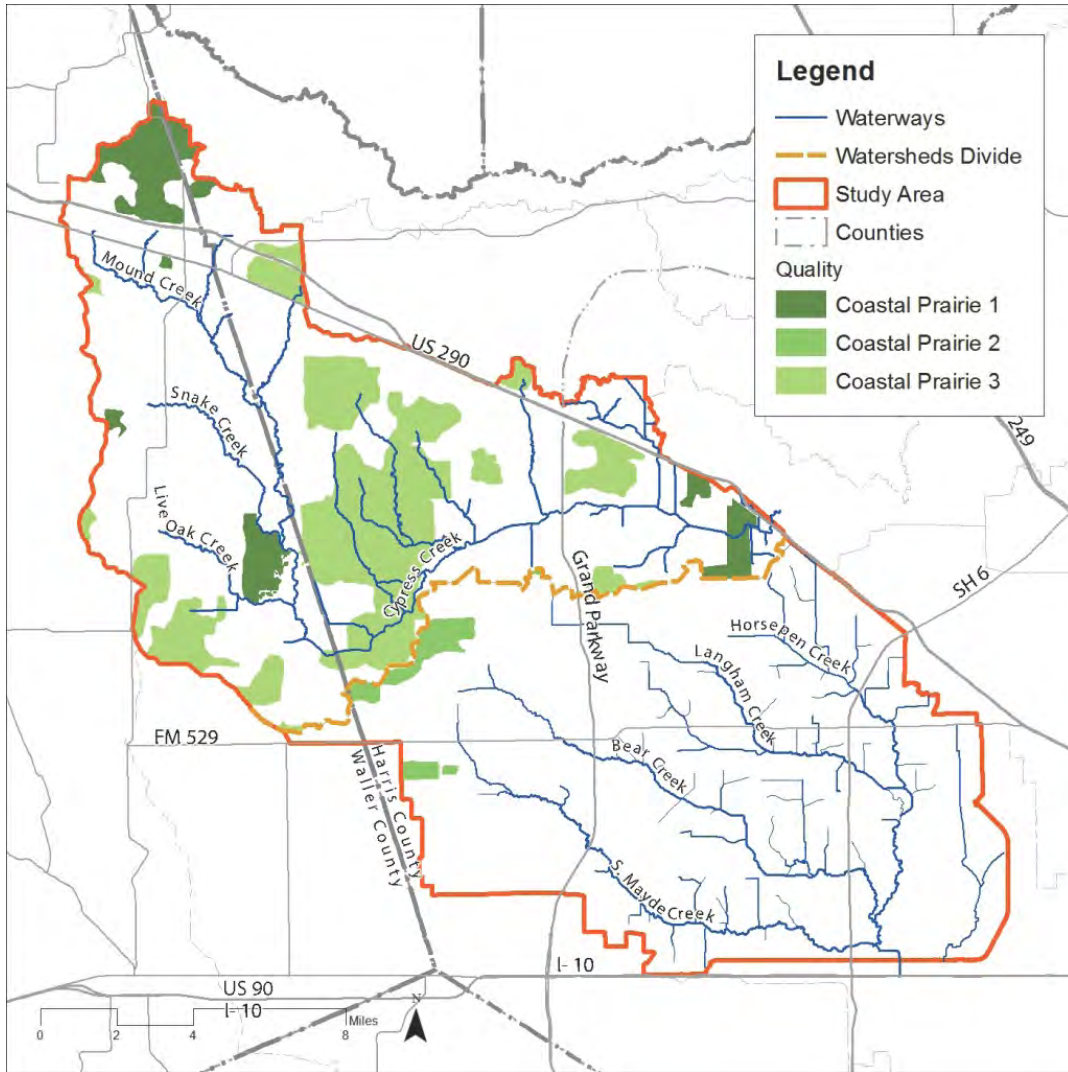 Legend
Waterways
Watersheds Divide
Study Area
Counties
Quality
Coastal Prairie 1
Coastal Prairie 2
Coastal Prairie 3
Mound Creek
US 290
Snake Creek
249
Live Oak Creek
Cypress Creek
Grand Parkway
SH 6
Horsepen Creek
Langham Creek
FM 529
Bear Creek
Harris County
Waller County
S. Mayde Creek
I- 10
US 90
I- 10
N
Miles
0 2 4 8